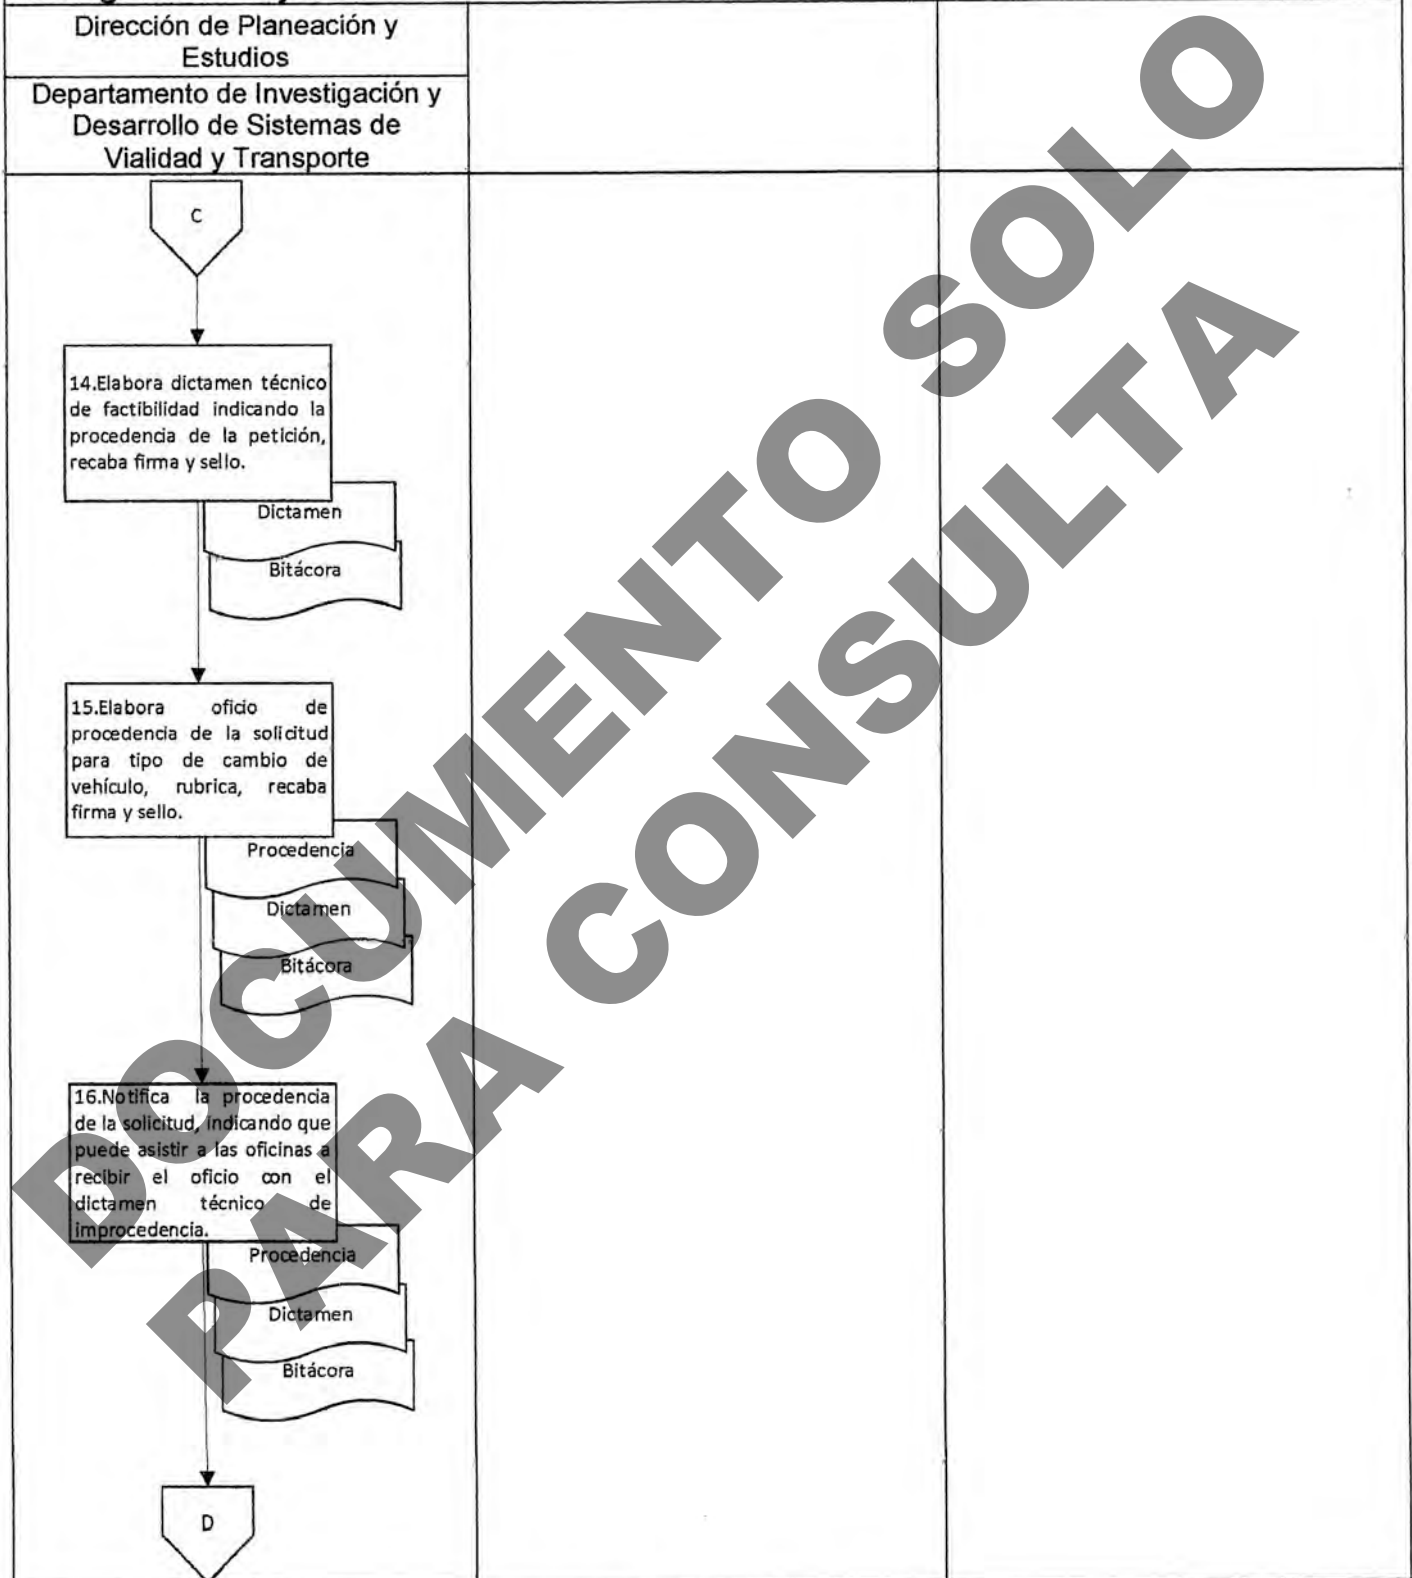 Dirección de Planeación y
Estudios
Departamento de Investigación y
Desarrollo de Sistemas de
Vialidad y Transporte
C
14.Elabora dictamen técnico
de factibilidad indicando la
procedencia de la petición,
recaba firma y sello.
Dictamen
Bitácora
15.Elabora oficio de
procedencia de la solicitud
para tipo de cambio de
vehículo, rubrica, recaba
firma y sello.
Procedencia
Dictamen
Bitácora
16.Notifica la procedencia
de la solicitud, indicando que
puede asistir a las oficinas a
recibir el oficio con el
dictamen técnico de
improcedencia.
Procedencia
Dictamen
Bitácora
D
DOCUMENTO SOLO
PARA CONSULTA